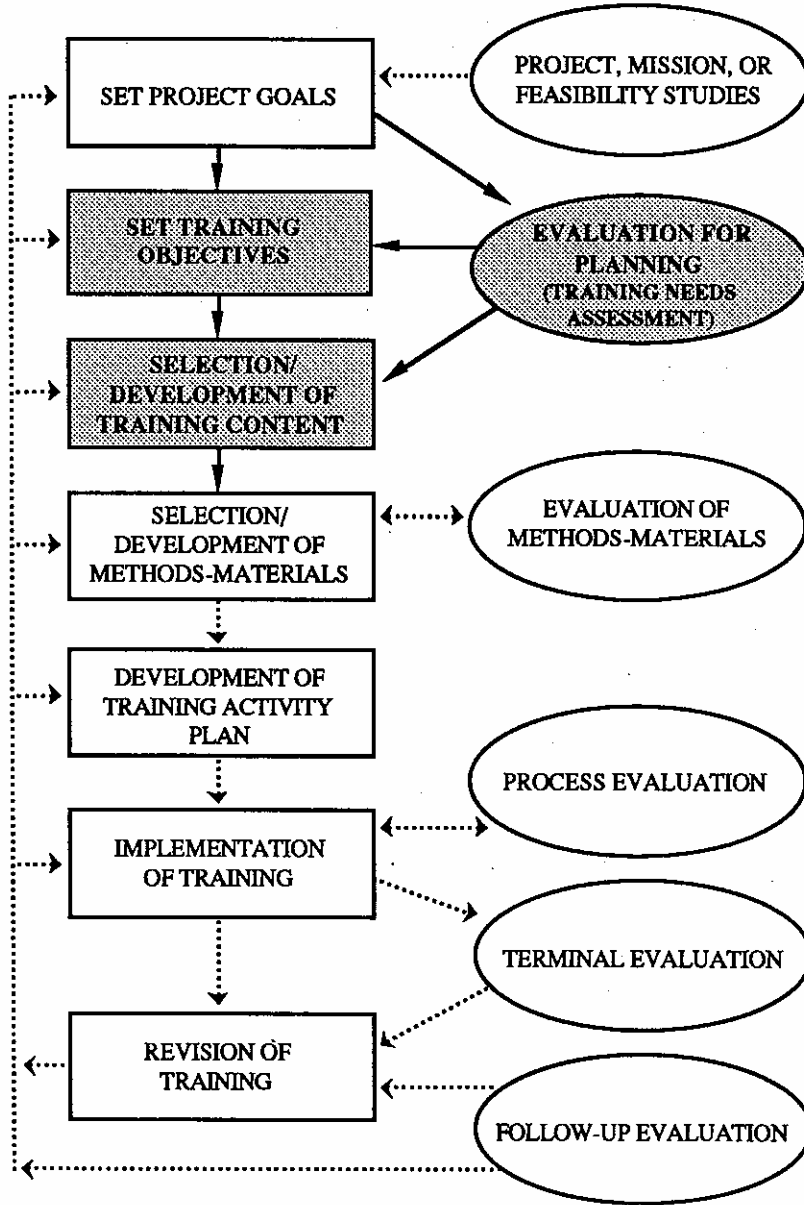 SET PROJECT GOALS
PROJECT, MISSION, OR
FEASIBILITY STUDIES
SET TRAINING
OBJECTIVES
EVALUATION FOR
PLANNING
(TRAINING NEEDS
ASSESSMENT)
SELECTION/
DEVELOPMENT OF
TRAINING CONTENT
SELECTION/
DEVELOPMENT OF
METHODS-MATERIALS
EVALUATION OF
METHODS-MATERIALS
DEVELOPMENT OF
TRAINING ACTIVITY
PLAN
PROCESS EVALUATION
IMPLEMENTATION
OF TRAINING
TERMINAL EVALUATION
REVISION OF
TRAINING
FOLLOW-UP EVALUATION